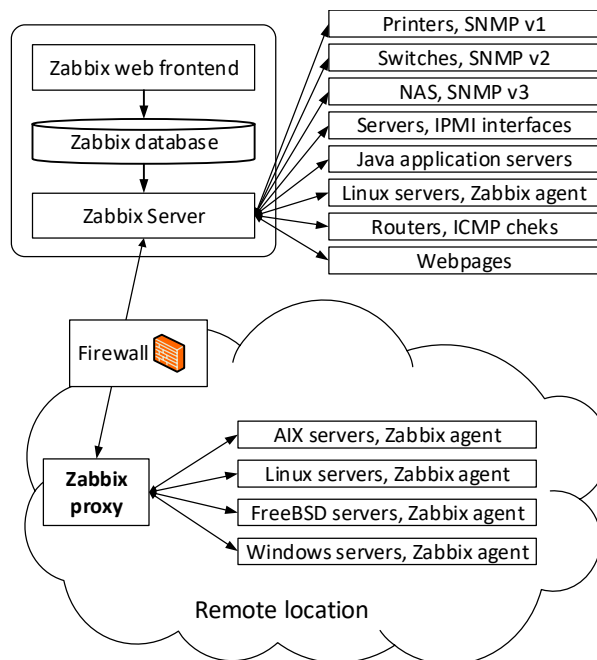 Zabbix web frontend
Zabbix database
Zabbix Server
Printers, SNMP v1
Switches, SNMP v2
NAS, SNMP v3
Servers, IPMI interfaces
Java application servers
Linux servers, Zabbix agent
Routers, ICMP cheks
Webpages
Firewall
Zabbix
proxy
AIX servers, Zabbix agent
Linux servers, Zabbix agent
FreeBSD servers, Zabbix agent
Windows servers, Zabbix agent
Remote location